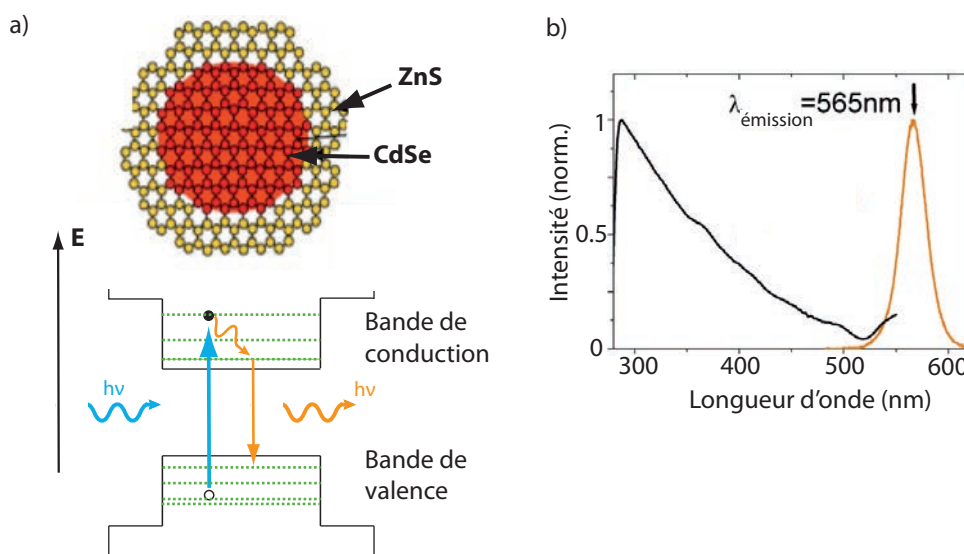 a)
ZnS
CdSe
E
Bande de
conduction
hν
hν
Bande de
valence
b)
λémission =565nm
Intensité (norm.)
1
0.5
0
300
400
500
600
Longueur d'onde (nm)